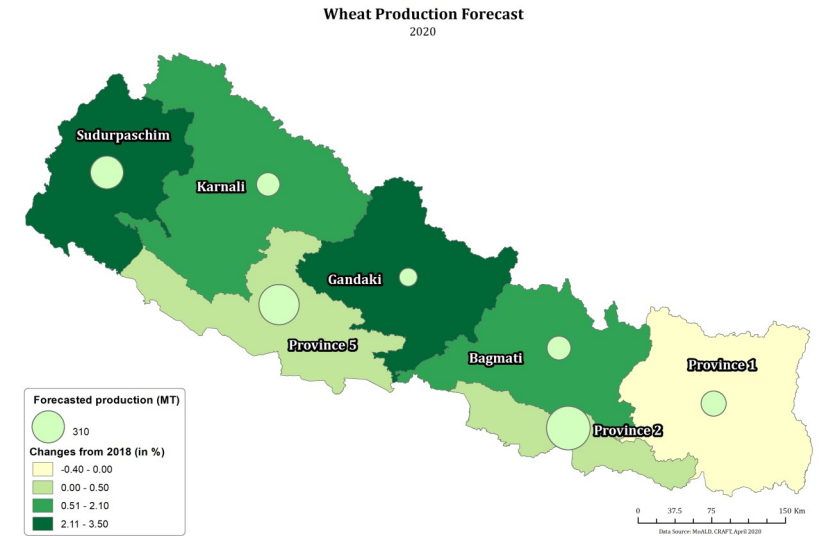 Wheat Production Forecast
2020
Sudurpaschim
Karnali
Gandaki
Province 5
Bagmati
Province 1
Province 2
Forecasted production (MT)
310
Changes from 2018 (in %)
-0.40 - 0.00
0.00 - 0.50
0.51 - 2.10
2.11 - 3.50
0 37.5 75 150 Km
Data Source: MoALD, CRAFT, April 2020